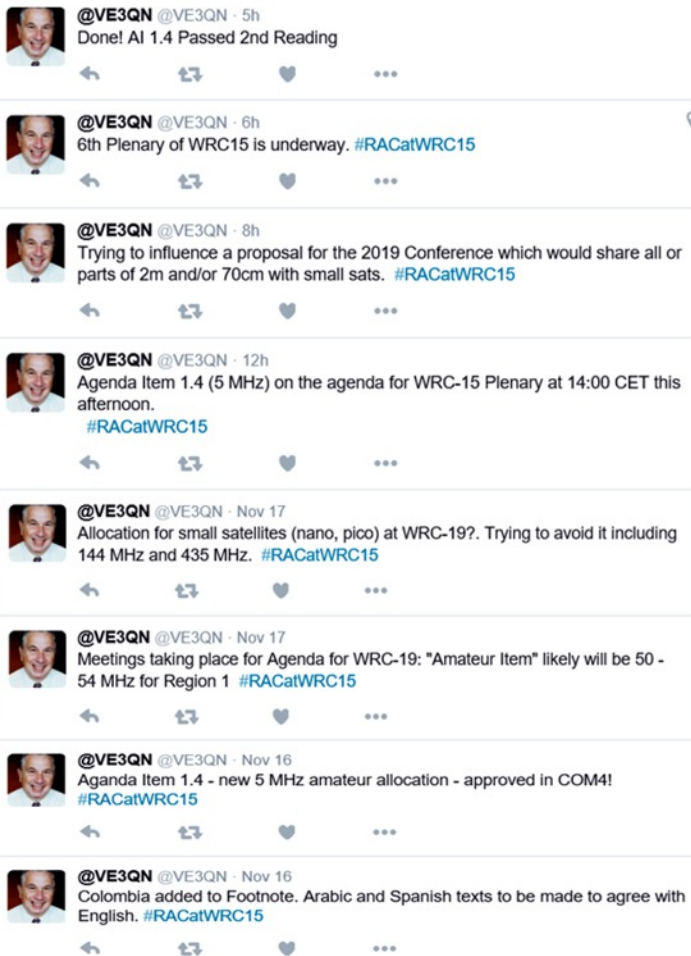 @VE3QN @VE3QN · 5h
Done! AI 1.4 Passed 2nd Reading
@VE3QN @VE3QN · 6h
6th Plenary of WRC15 is underway. #RACatWRC15
@VE3QN @VE3QN · 8h
Trying to influence a proposal for the 2019 Conference which would share all or
parts of 2m and/or 70cm with small sats. #RACatWRC15
@VE3QN @VE3QN · 12h
Agenda Item 1.4 (5 MHz) on the agenda for WRC-15 Plenary at 14:00 CET this
afternoon.
#RACatWRC15
@VE3QN @VE3QN · Nov 17
Allocation for small satellites (nano, pico) at WRC-19?. Trying to avoid it including
144 MHz and 435 MHz. #RACatWRC15
@VE3QN @VE3QN · Nov 17
Meetings taking place for Agenda for WRC-19: "Amateur Item" likely will be 50 -
54 MHz for Region 1 #RACatWRC15
@VE3QN @VE3QN · Nov 16
Aganda Item 1.4 - new 5 MHz amateur allocation - approved in COM4!
#RACatWRC15
@VE3QN @VE3QN · Nov 16
Colombia added to Footnote. Arabic and Spanish texts to be made to agree with
English. #RACatWRC15